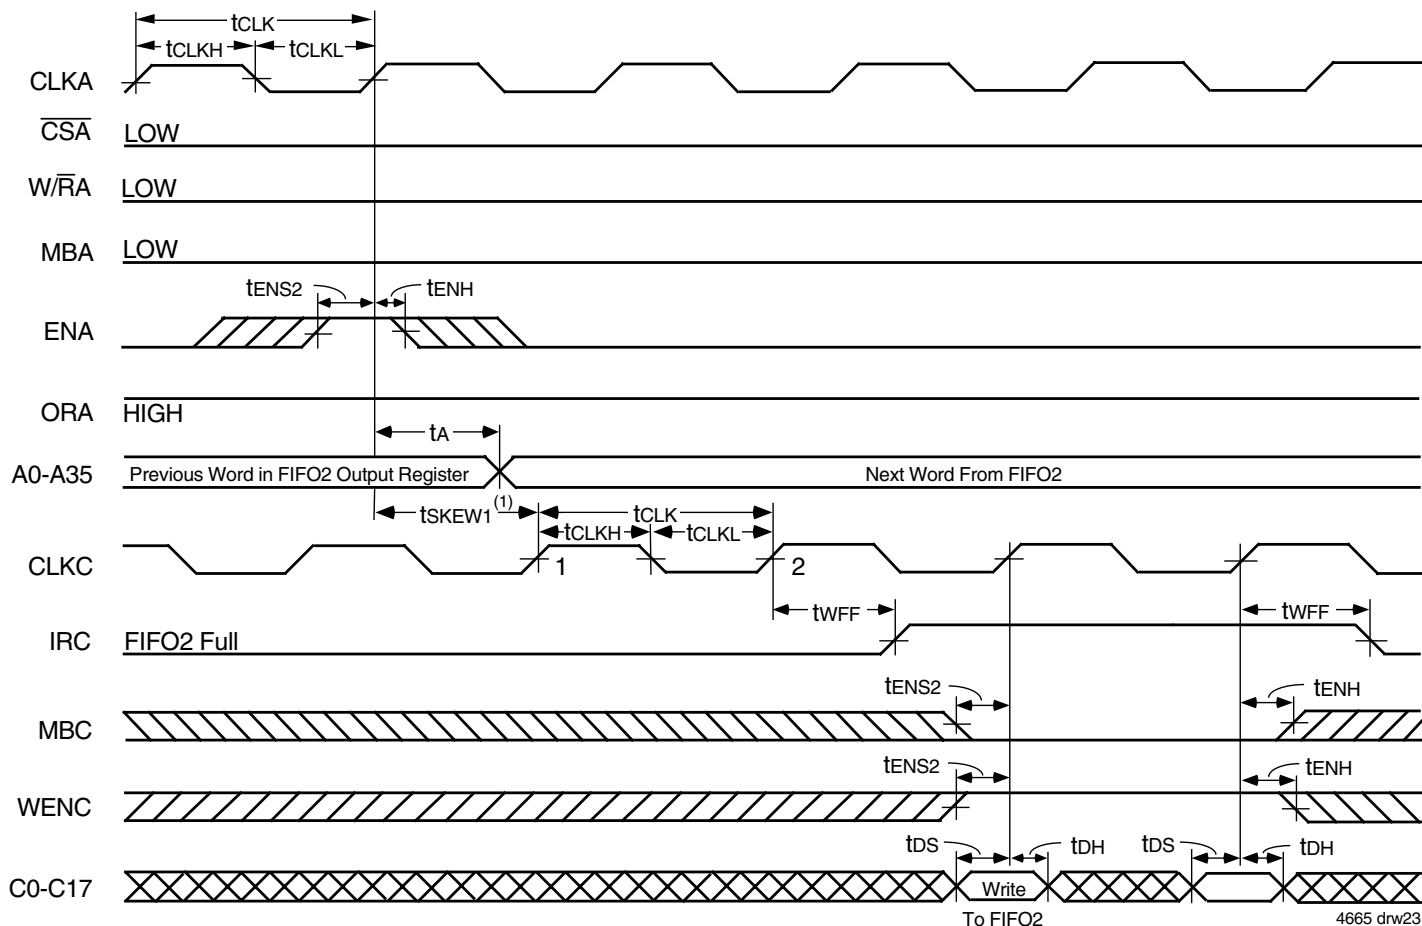 tCLK
tCLKH
tCLKL
CLKA
CSA
LOW
W/RA
LOW
MBA
LOW
tENS2
tENH
ENA
ORA
HIGH
tA
A0-A35
Previous Word in FIFO2 Output Register
Next Word From FIFO2
tSKEW1 (1)
tCLK
tCLKH
tCLKL
CLKC
1
2
tWFF
tWFF
IRC
FIFO2 Full
tENS2
tENH
MBC
tENS2
tENH
WENC
tDS
tDH
tDS
tDH
C0-C17
Write
To FIFO2
4665 drw23